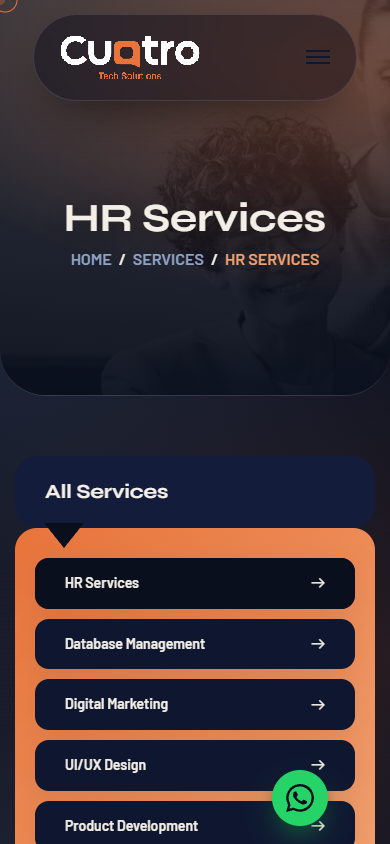 Cuatro
Tech Solutions
HR Services
HOME / SERVICES / HR SERVICES
All Services
HR Services
Database Management
Digital Marketing
UI/UX Design
Product Development